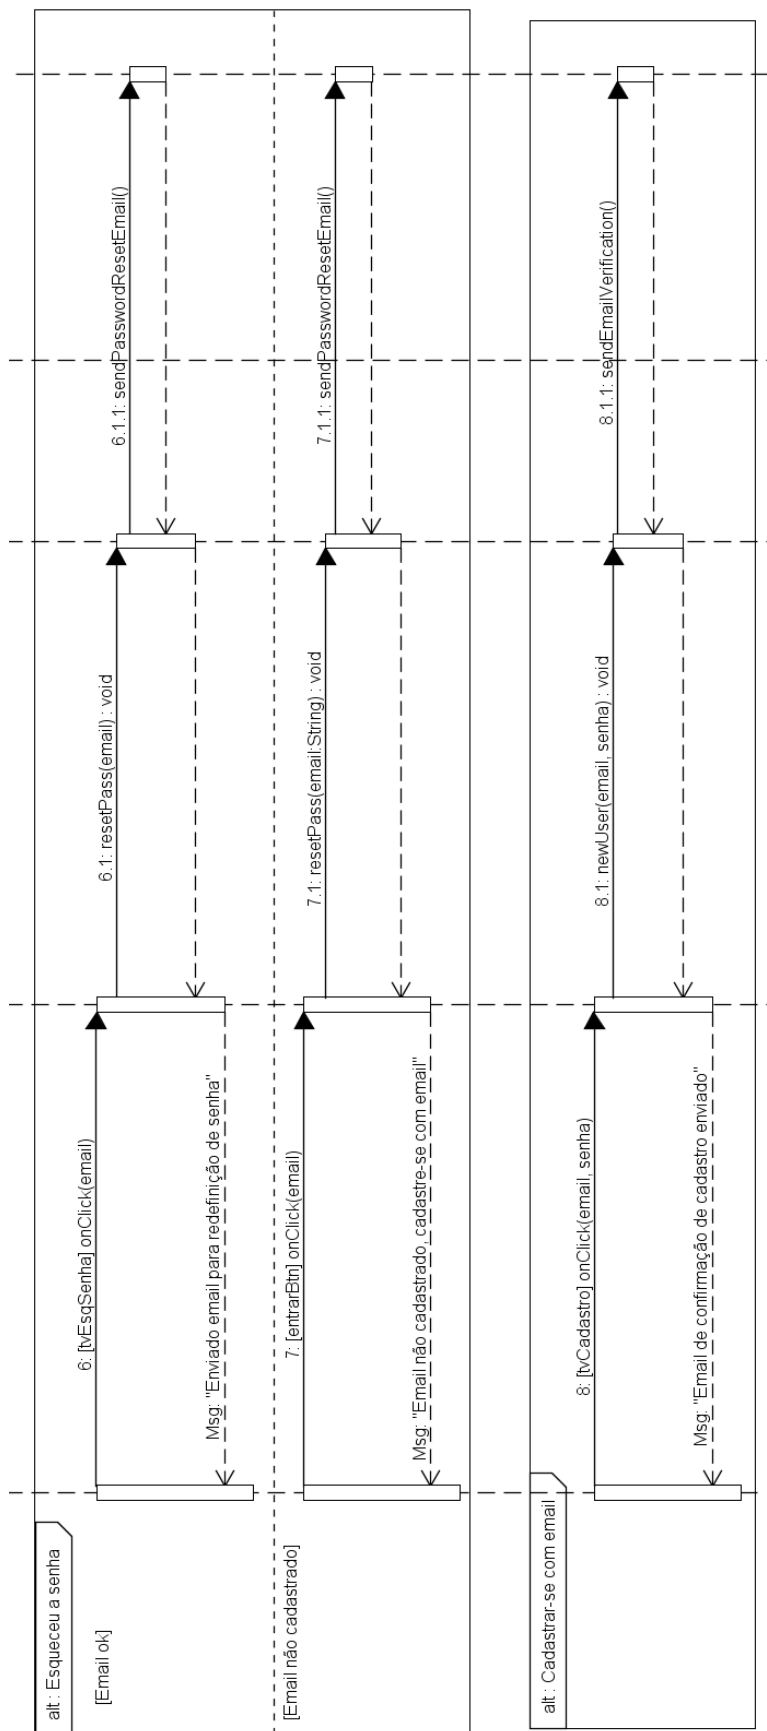 alt : Esqueceu a senha
[Email ok]
6: [tvEsqSenha] onClick(email)
6.1: resetPass(email) : void
6.1.1: sendPasswordResetEmail()
Msg: "Enviado email para redefinição de senha"
[Email não cadastrado]
7: [entrarBtn] onClick(email)
7.1: resetPass(email:String) : void
7.1.1: sendPasswordResetEmail()
Msg: "Email não cadastrado, cadastre-se com email"
alt : Cadastrar-se com email
8: [tvCadastro] onClick(email, senha)
8.1: newUser(email, senha) : void
8.1.1: sendEmailVerification()
Msg: "Email de confirmação de cadastro enviado"